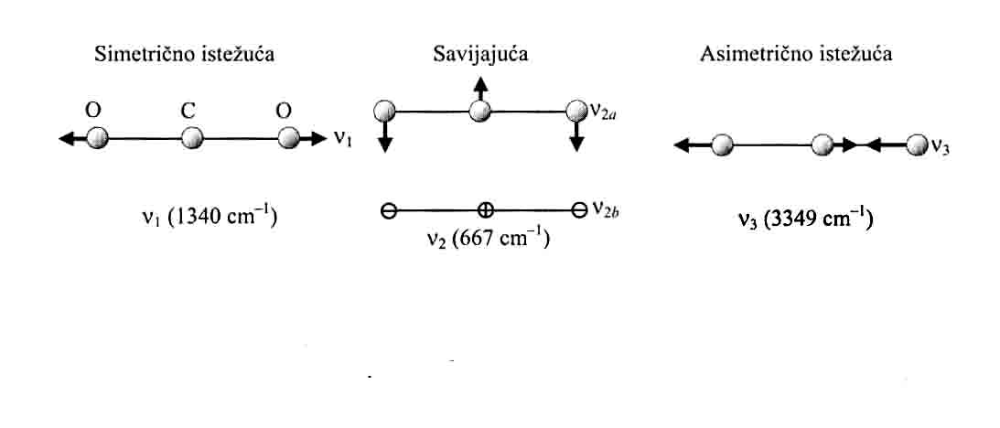 Simetrično istežuća
Savijajuća
Asimetrično istežuća
O C O
ν₁
ν₂ₐ
ν₃
ν₁ (1340 cm⁻¹)
ν₂b
ν₂ (667 cm⁻¹)
ν₃ (3349 cm⁻¹)